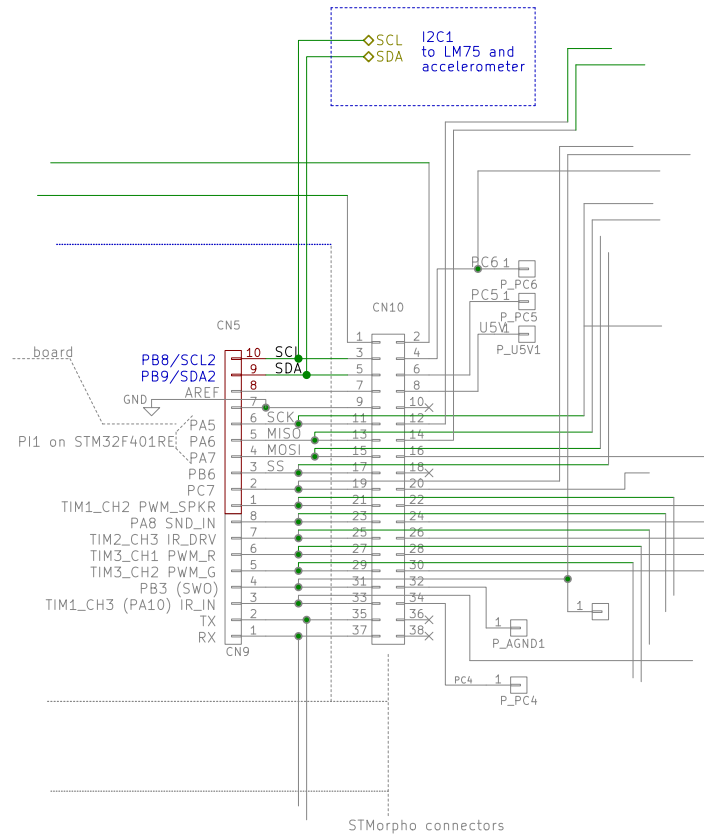 SCL
SDA
I2C1
to LM75 and
accelerometer
PC6 1
P_PC6
PC5 1
P_PC5
U5V 1
P_U5V1
CN10
CN5
board
PB8/SCL2
PB9/SDA2
10 SCL
9 SDA
8
AREF
GND
7
PA5 6 SCK
PI1 on STM32F401RE
PA6 5 MISO
PA7 4 MOSI
PB6 3 SS
PC7 2
TIM1_CH2 PWM_SPKR 1
PA8 SND_IN 8
TIM2_CH3 IR_DRV 7
TIM3_CH1 PWM_R 6
TIM3_CH2 PWM_G 5
PB3 (SWO) 4
TIM1_CH3 (PA10) IR_IN 3
TX 2
RX 1
CN9
1 2
3 4
5 6
7 8
9 10
11 12
13 14
15 16
17 18
19 20
21 22
23 24
25 26
27 28
29 30
31 32
33 34
35 36
37 38
1
1
P_AGND1
PC4 1
P_PC4
STMorpho connectors